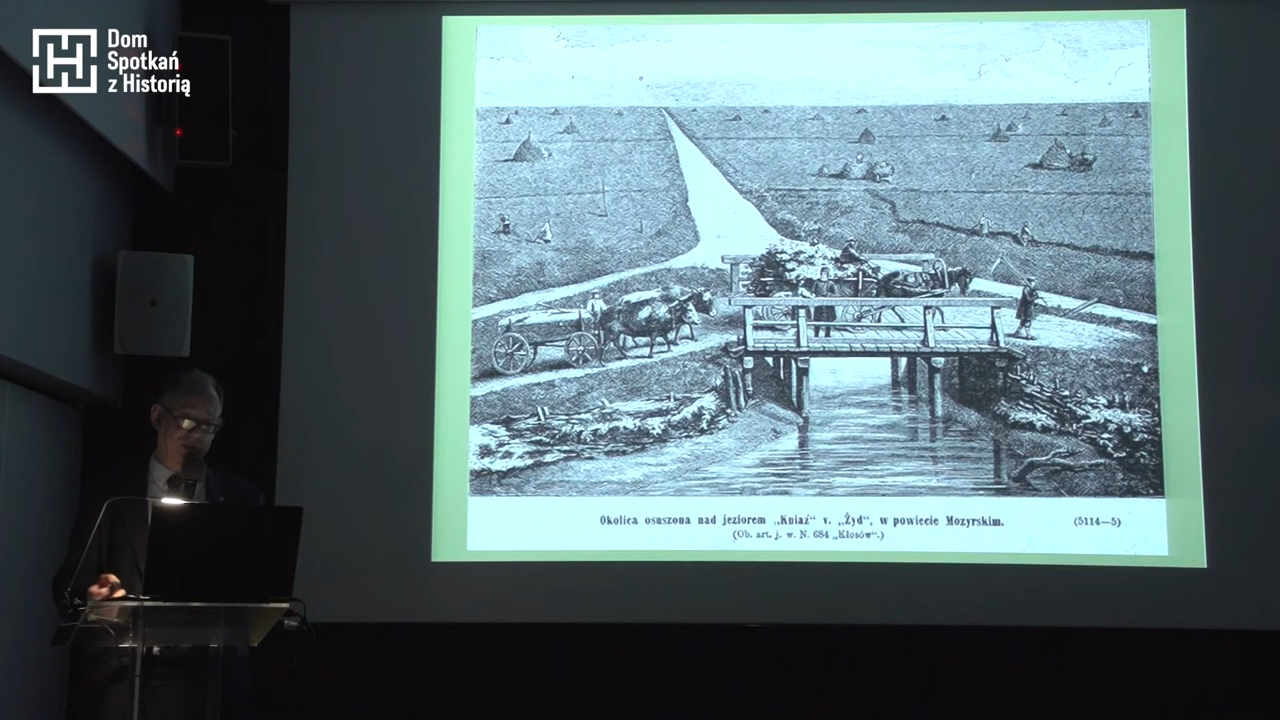 Dom
Spotkań
z Historią
Okolica osuszona nad jeziorem „Kniaź“ v. „Żyd“, w powiecie Mozyrskim. (5114—5)
(Ob. art. j. w. N. 684 „Kłosów“.)